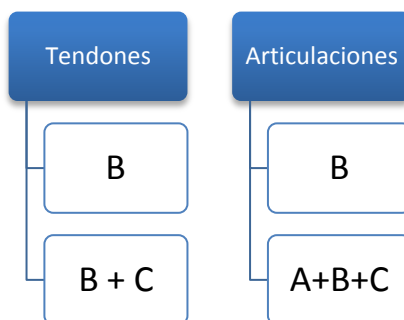 Tendones
B
B + C
Articulaciones
B
A+B+C